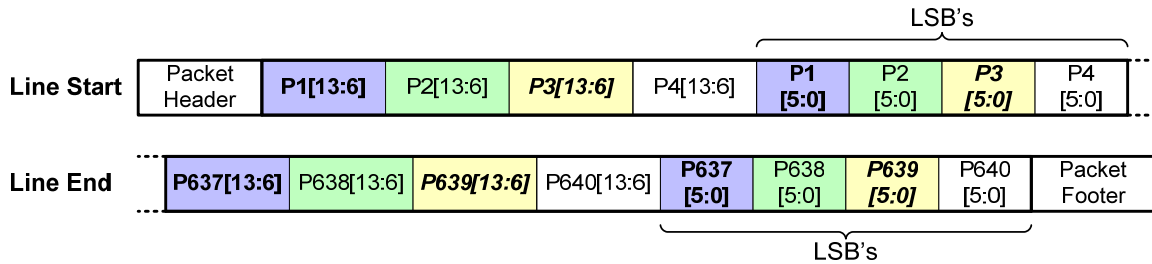 LSB's
Line Start
Packet Header
P1[13:6]
P2[13:6]
P3[13:6]
P4[13:6]
P1 [5:0]
P2 [5:0]
P3 [5:0]
P4 [5:0]
Line End
P637[13:6]
P638[13:6]
P639[13:6]
P640[13:6]
P637 [5:0]
P638 [5:0]
P639 [5:0]
P640 [5:0]
Packet Footer
LSB's